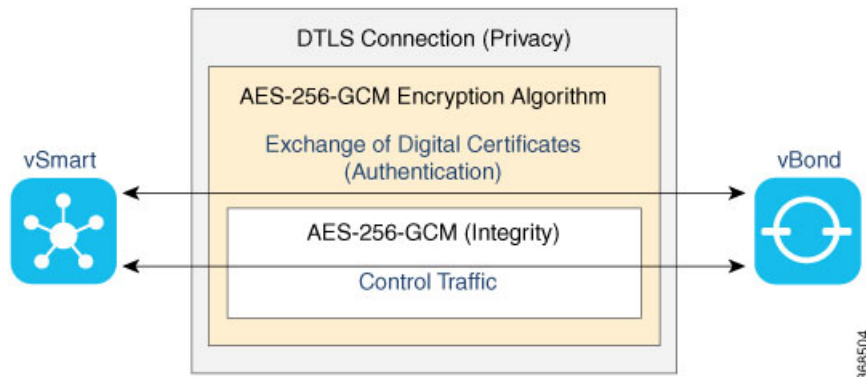 DTLS Connection (Privacy)
AES-256-GCM Encryption Algorithm
Exchange of Digital Certificates
(Authentication)
vSmart
vBond
AES-256-GCM (Integrity)
Control Traffic
368504